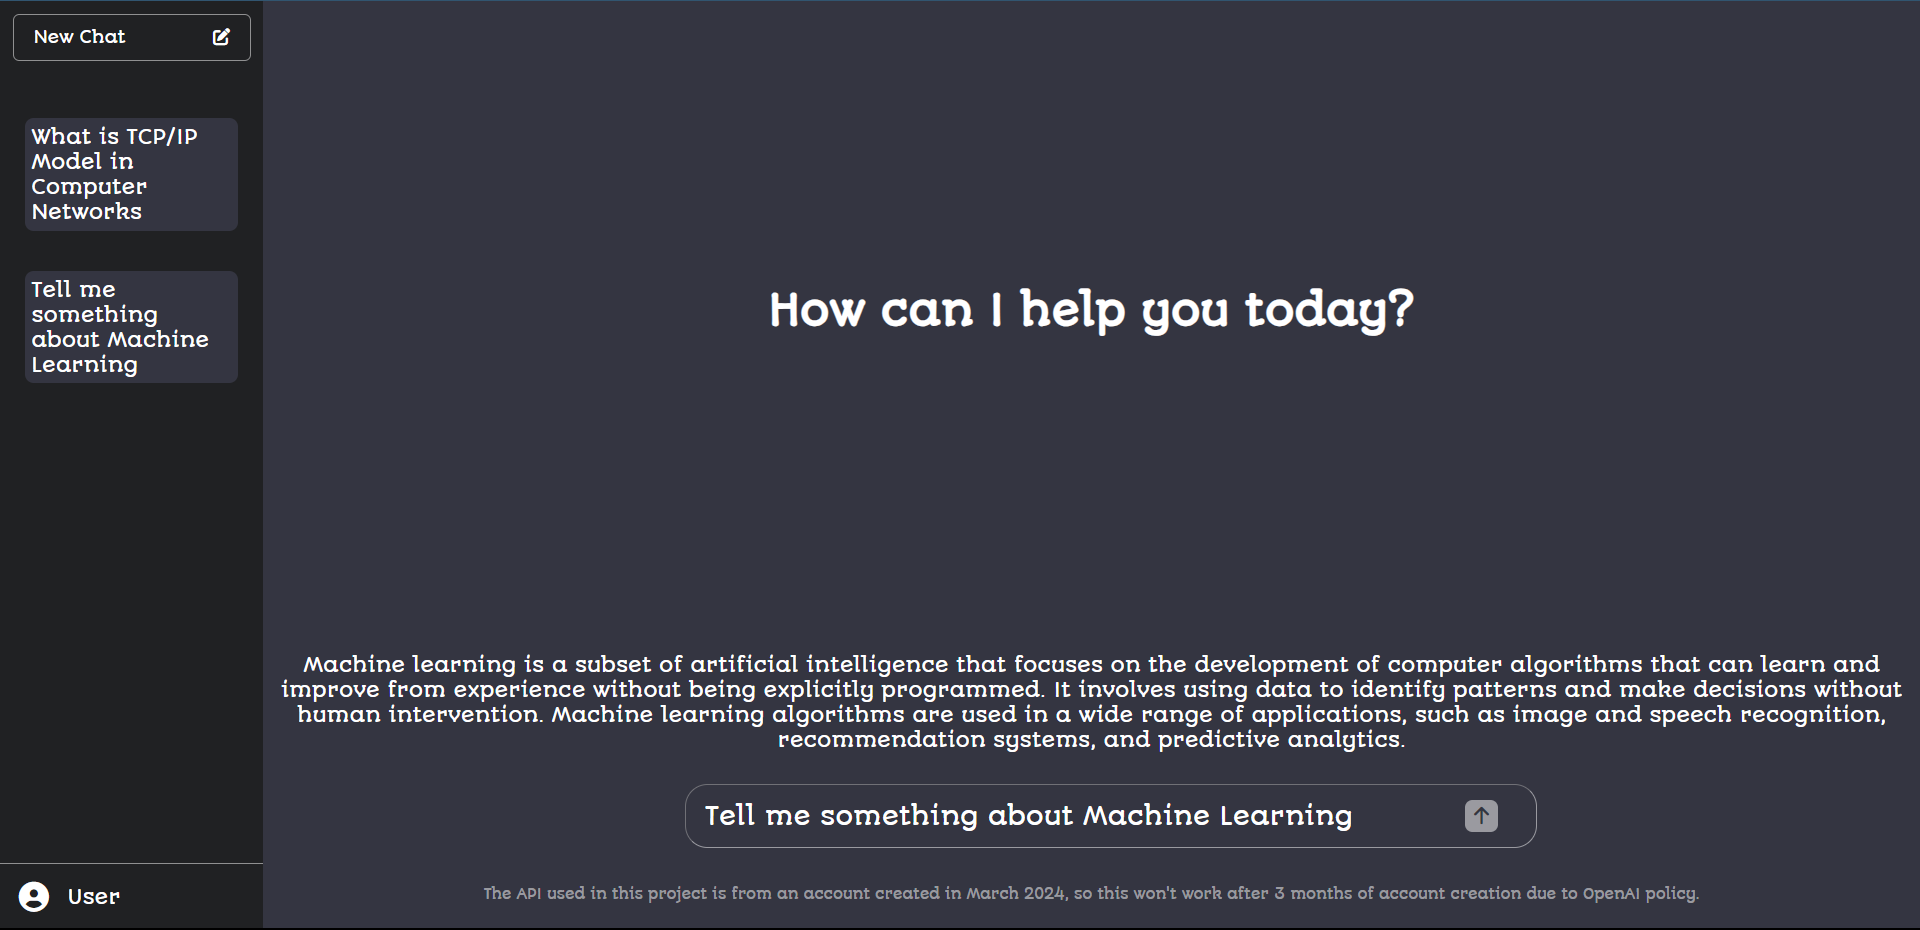 New Chat
What is TCP/IP
Model in
Computer
Networks
Tell me
something
about Machine
Learning
User
How can I help you today?
Machine learning is a subset of artificial intelligence that focuses on the development of computer algorithms that can learn and
improve from experience without being explicitly programmed. It involves using data to identify patterns and make decisions without
human intervention. Machine learning algorithms are used in a wide range of applications, such as image and speech recognition,
recommendation systems, and predictive analytics.
Tell me something about Machine Learning
The API used in this project is from an account created in March 2024, so this won't work after 3 months of account creation due to OpenAI policy.